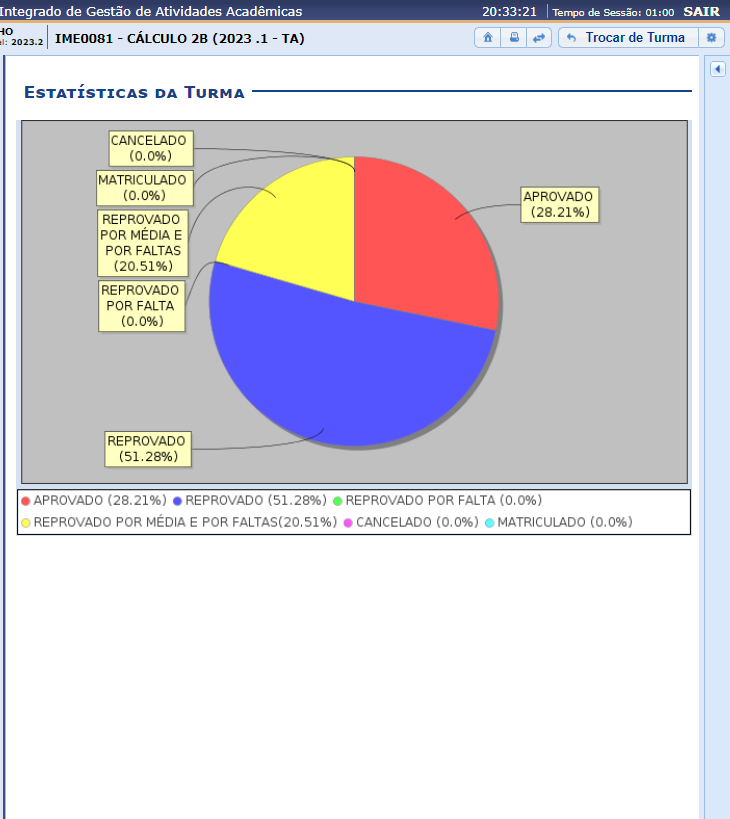 Integrado de Gestão de Atividades Acadêmicas 20:33:21 Tempo de Sessão: 01:00 SAIR
HO
el: 2023.2 IME0081 - CÁLCULO 2B (2023 .1 - TA) Trocar de Turma
Estatísticas da Turma
CANCELADO
(0.0%)
MATRICULADO
(0.0%)
REPROVADO
POR MÉDIA E
POR FALTAS
(20.51%)
REPROVADO
POR FALTA
(0.0%)
APROVADO
(28.21%)
REPROVADO
(51.28%)
APROVADO (28.21%) REPROVADO (51.28%) REPROVADO POR FALTA (0.0%)
REPROVADO POR MÉDIA E POR FALTAS(20.51%) CANCELADO (0.0%) MATRICULADO (0.0%)